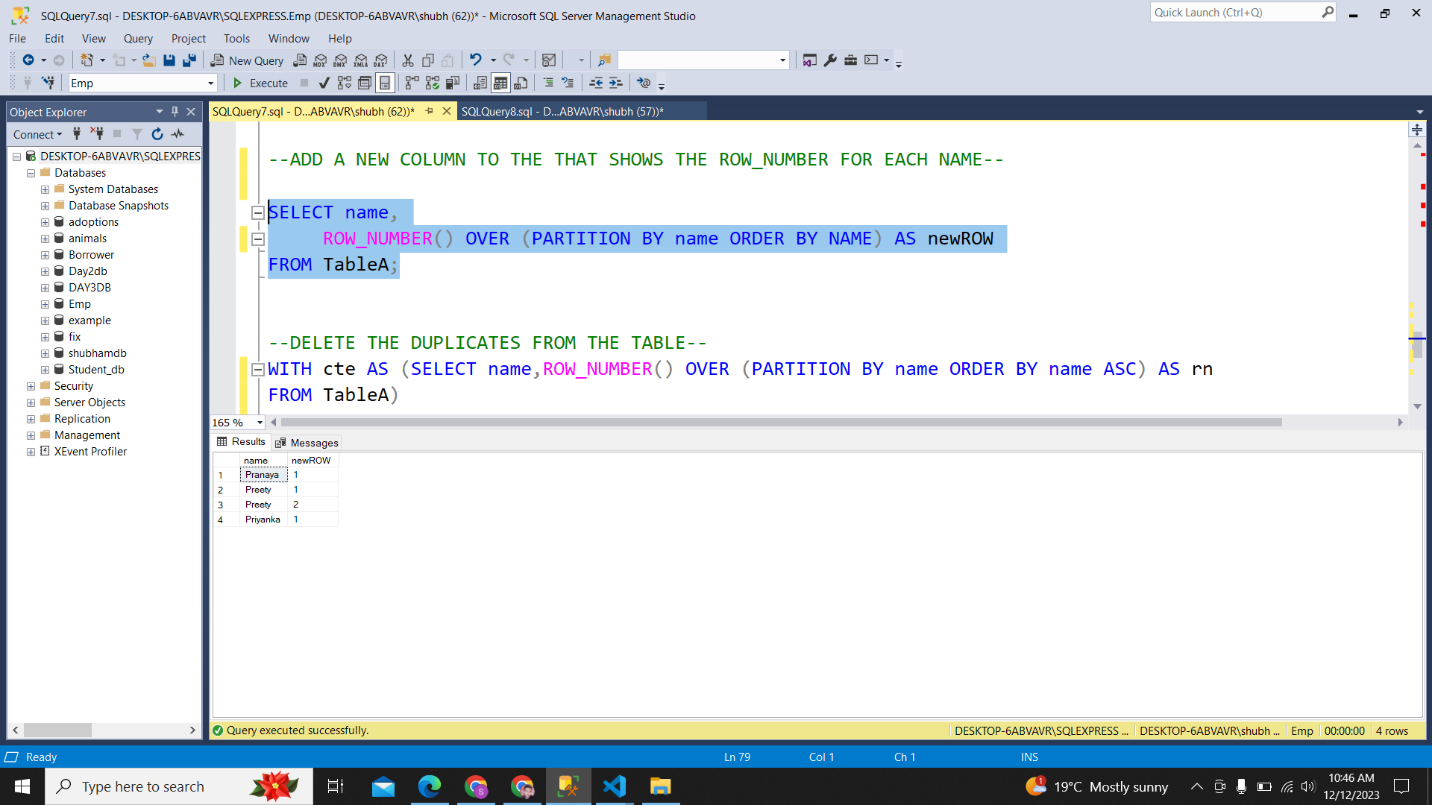 SQLQuery7.sql - DESKTOP-6ABVAVR\SQLEXPRESS.Emp (DESKTOP-6ABVAVR\shubh (62))* - Microsoft SQL Server Management Studio
Quick Launch (Ctrl+Q)
File Edit View Query Project Tools Window Help
New Query
MDX DMX XMLA DAX
Emp
Execute
Object Explorer
SQLQuery7.sql - D...ABVAVR\shubh (62))*
SQLQuery8.sql - D...ABVAVR\shubh (57))*
Connect
DESKTOP-6ABVAVR\SQLEXPRES
Databases
System Databases
Database Snapshots
adoptions
animals
Borrower
Day2db
DAY3DB
Emp
example
fix
shubhamdb
Student_db
Security
Server Objects
Replication
Management
XEvent Profiler
--ADD A NEW COLUMN TO THE THAT SHOWS THE ROW_NUMBER FOR EACH NAME--
SELECT name,
ROW_NUMBER() OVER (PARTITION BY name ORDER BY NAME) AS newROW
FROM TableA;
--DELETE THE DUPLICATES FROM THE TABLE--
WITH cte AS (SELECT name,ROW_NUMBER() OVER (PARTITION BY name ORDER BY name ASC) AS rn
FROM TableA)
165 %
Results Messages
name newROW
1 Pranaya 1
2 Preety 1
3 Preety 2
4 Priyanka 1
Query executed successfully.
DESKTOP-6ABVAVR\SQLEXPRESS ... DESKTOP-6ABVAVR\shubh ... Emp 00:00:00 4 rows
Ready
Ln 79 Col 1 Ch 1 INS
Type here to search
S
1
19°C Mostly sunny
10:46 AM
12/12/2023